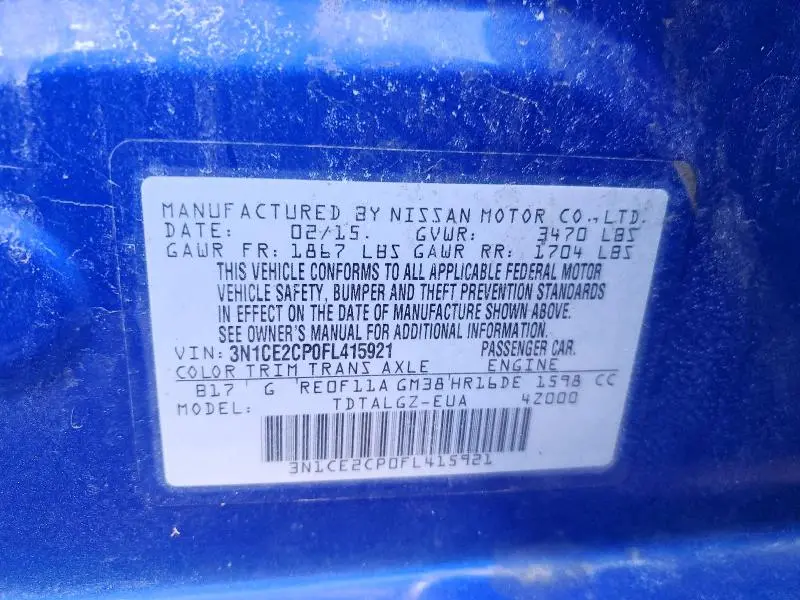 MANUFACTURED BY NISSAN MOTOR CO., LTD.
DATE: 02/15. GVWR: 3470 LBS
GAWR FR: 1867 LBS GAWR RR: 1704 LBS
THIS VEHICLE CONFORMS TO ALL APPLICABLE FEDERAL MOTOR
VEHICLE SAFETY, BUMPER AND THEFT PREVENTION STANDARDS
IN EFFECT ON THE DATE OF MANUFACTURE SHOWN ABOVE.
SEE OWNER'S MANUAL FOR ADDITIONAL INFORMATION.
VIN: 3N1CE2CP0FL415921 PASSENGER CAR.
COLOR TRIM TRANS AXLE ENGINE
B17 G RE0F11A GM38 HR16DE 1598 CC
MODEL: TDTALGZ-EUA 4Z000
3N1CE2CP0FL415921